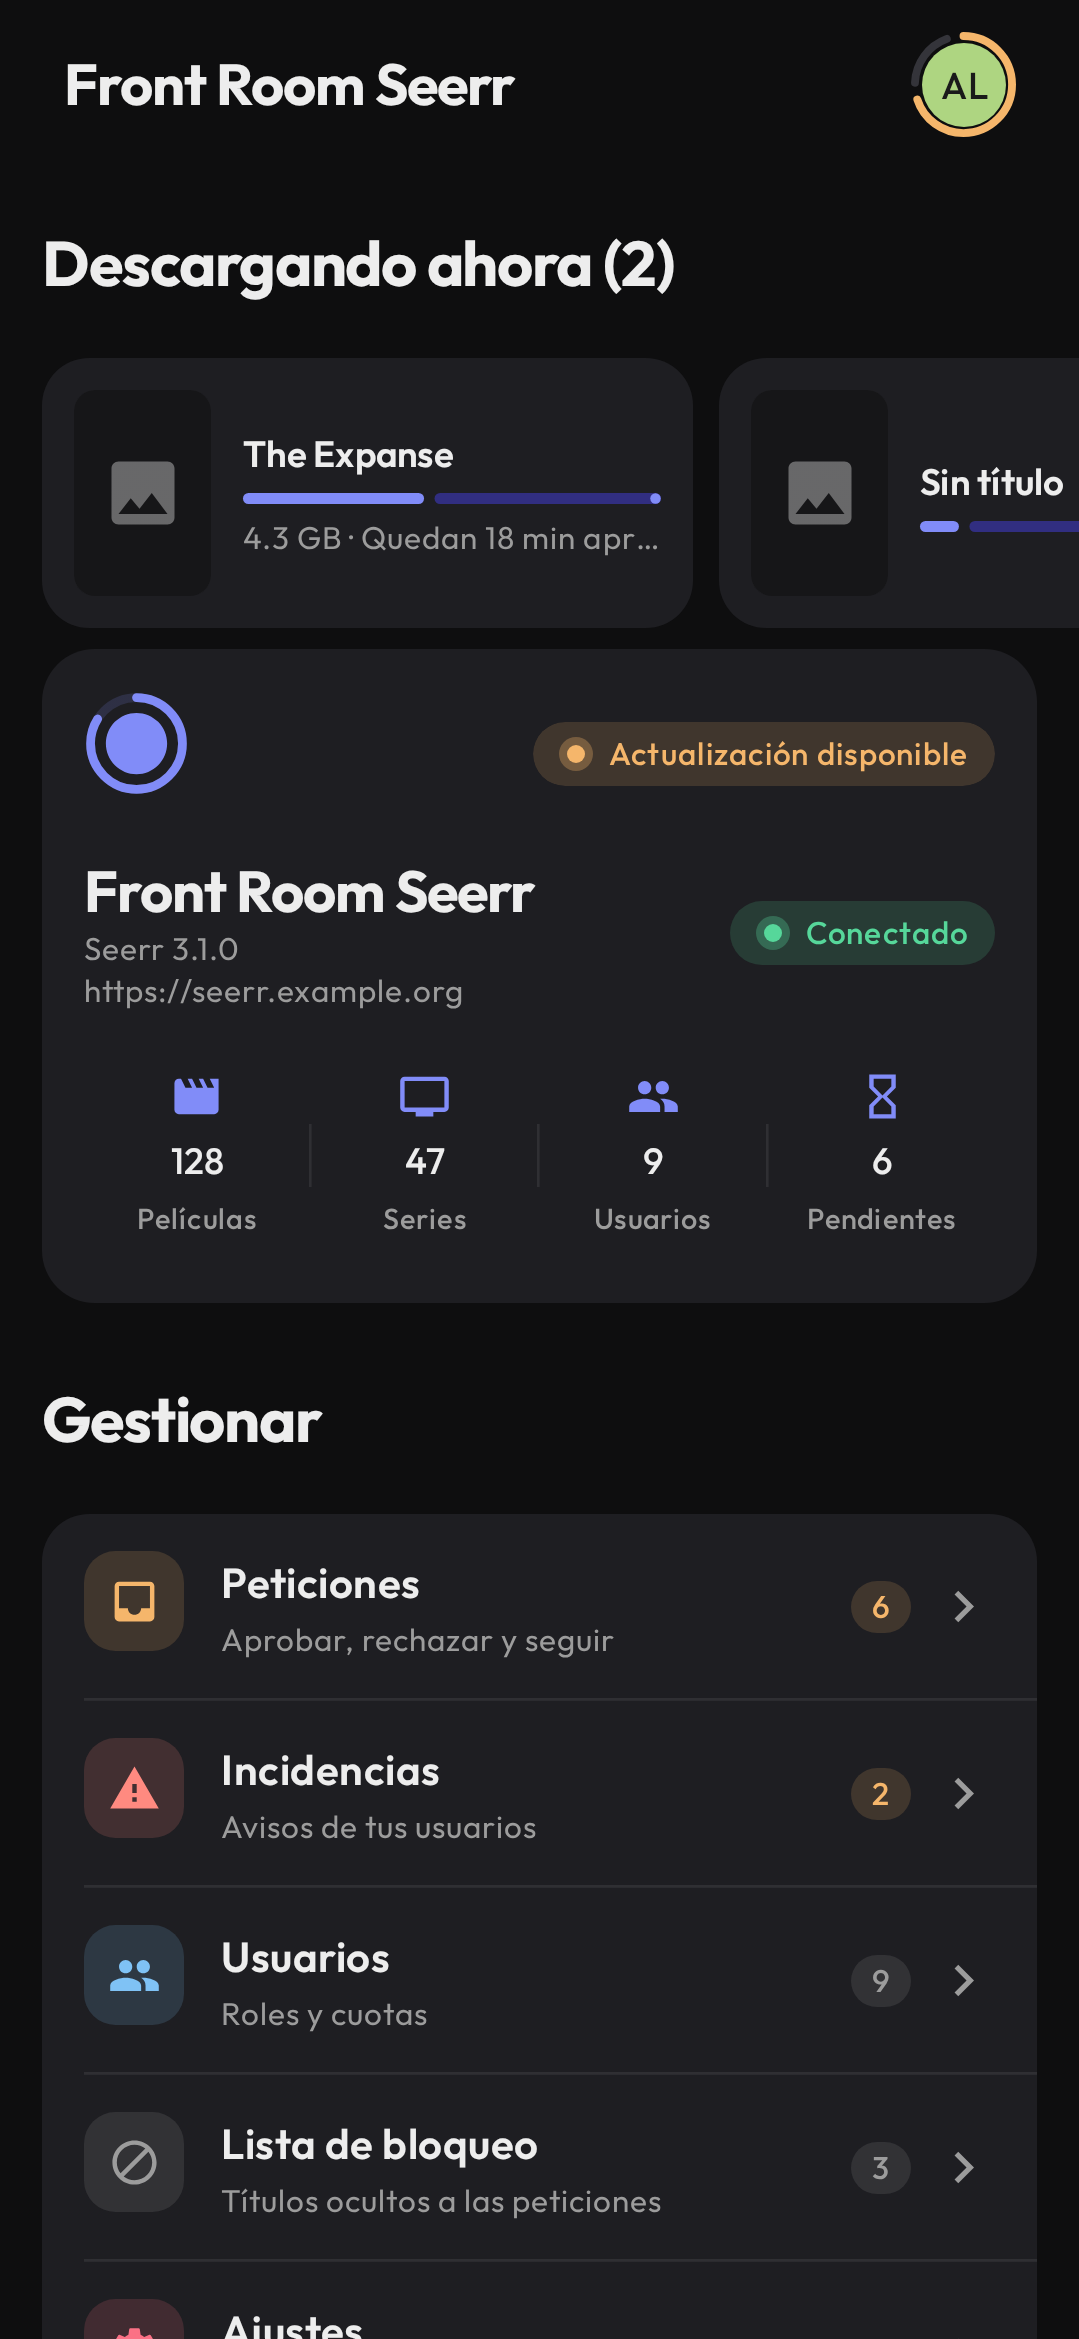 Front Room Seerr
AL
Descargando ahora (2)
The Expanse
4.3 GB · Quedan 18 min apr...
Sin título
Actualización disponible
Front Room Seerr
Conectado
Seerr 3.1.0
https://seerr.example.org
128
47
9
6
Películas
Series
Usuarios
Pendientes
Gestionar
Peticiones
Aprobar, rechazar y seguir
6
Incidencias
Avisos de tus usuarios
2
Usuarios
Roles y cuotas
9
Lista de bloqueo
Títulos ocultos a las peticiones
3
Ajustes